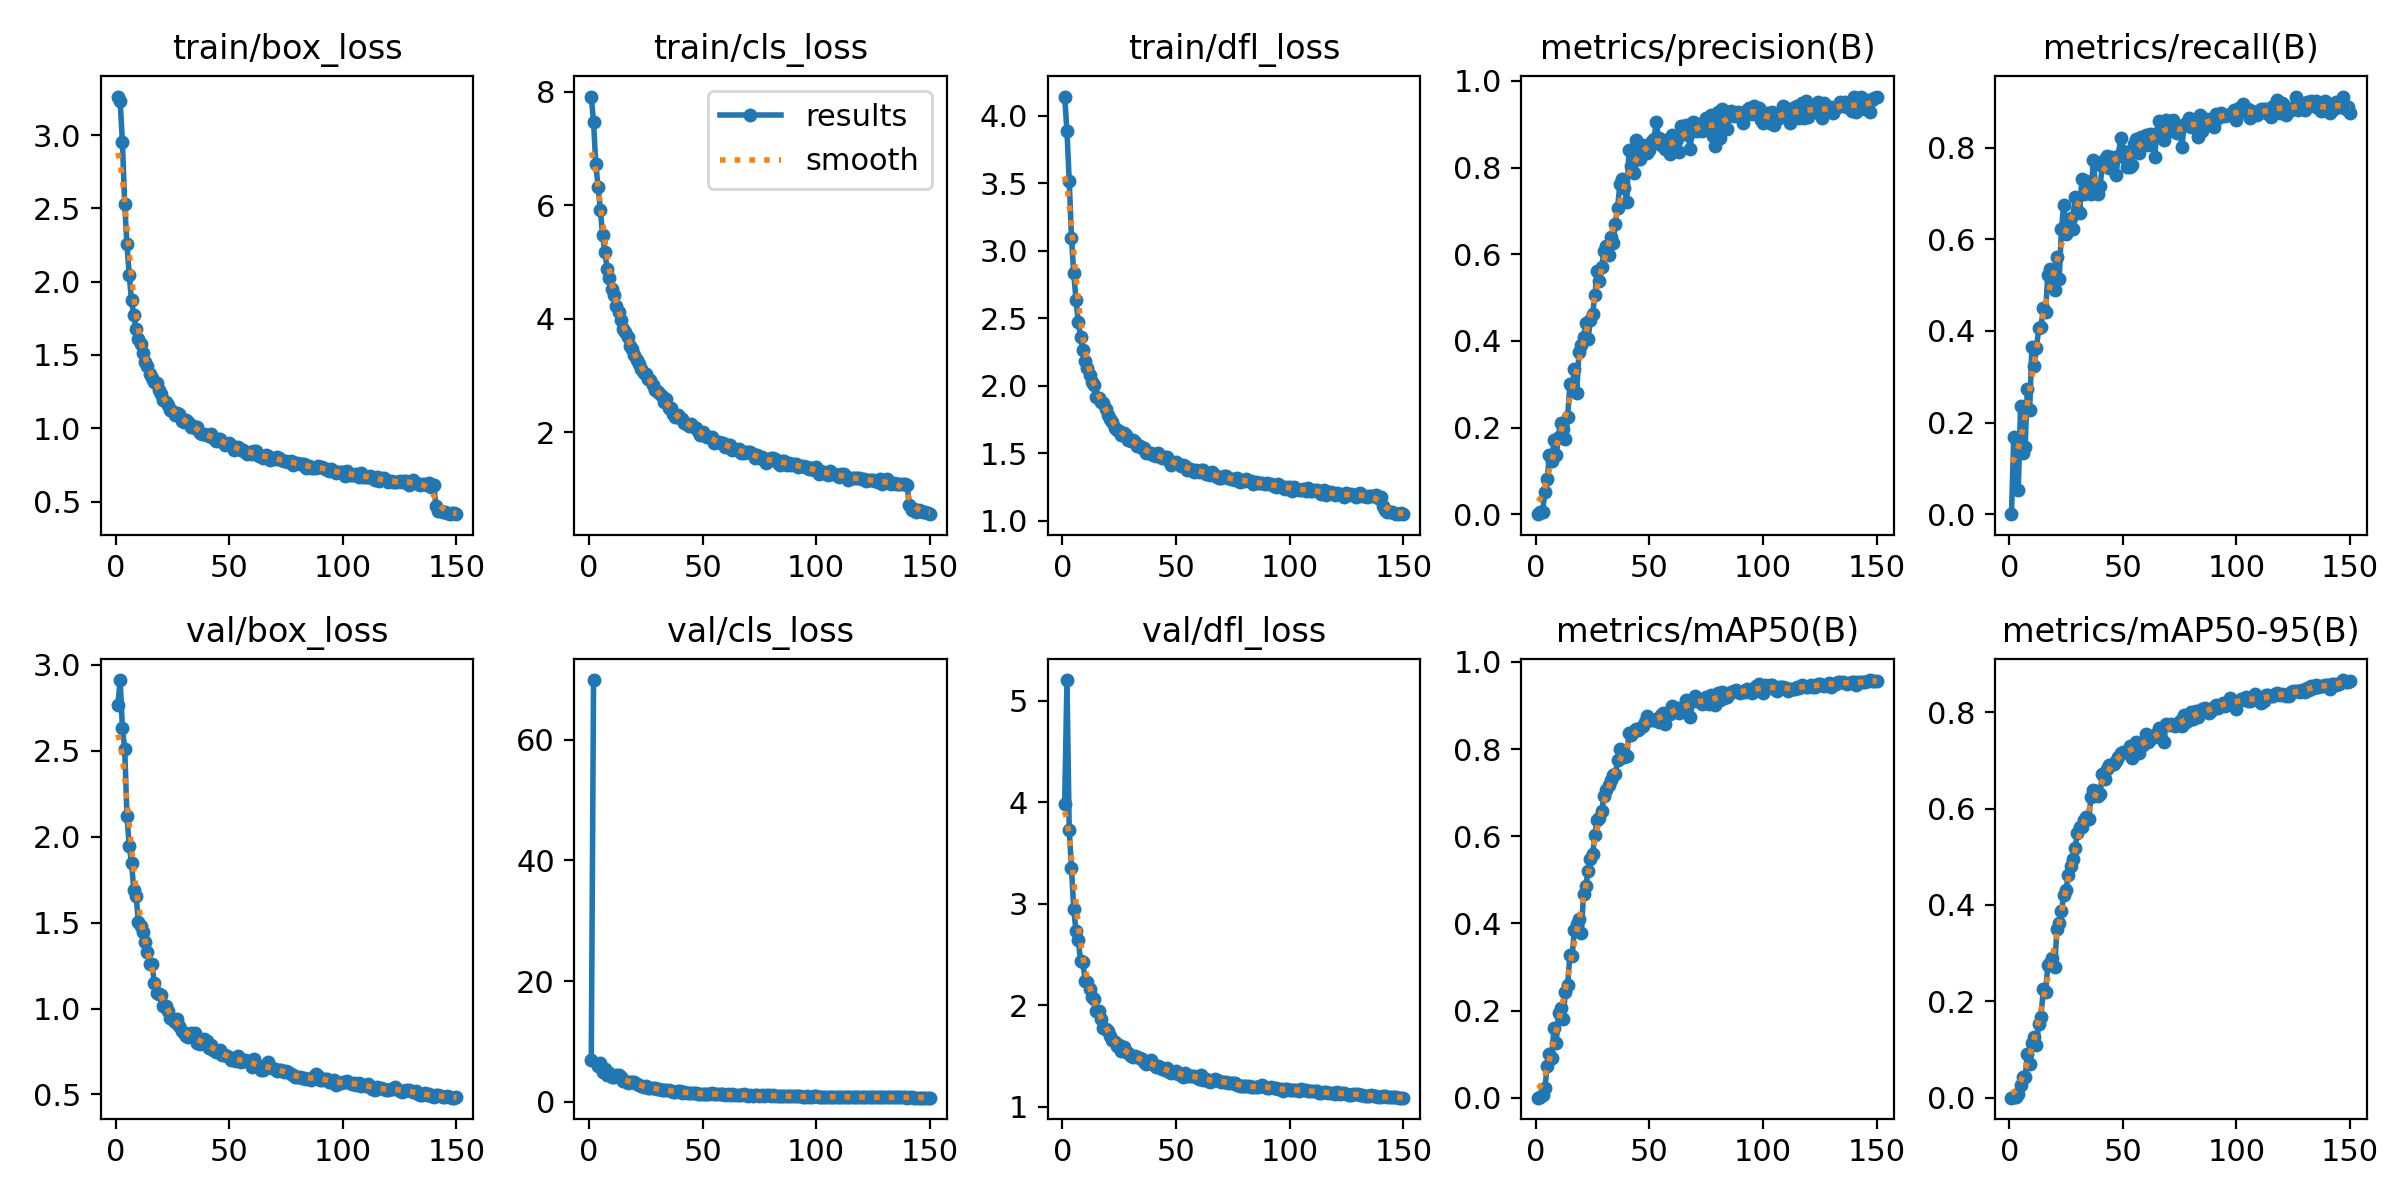 train/box_loss
3.0
2.5
2.0
1.5
1.0
0.5
0 50 100 150
train/cls_loss
results
smooth
8
6
4
2
0 50 100 150
train/dfl_loss
4.0
3.5
3.0
2.5
2.0
1.5
1.0
0 50 100 150
metrics/precision(B)
1.0
0.8
0.6
0.4
0.2
0.0
0 50 100 150
metrics/recall(B)
0.8
0.6
0.4
0.2
0.0
0 50 100 150
val/box_loss
3.0
2.5
2.0
1.5
1.0
0.5
0 50 100 150
val/cls_loss
60
40
20
0
0 50 100 150
val/dfl_loss
5
4
3
2
1
0 50 100 150
metrics/mAP50(B)
1.0
0.8
0.6
0.4
0.2
0.0
0 50 100 150
metrics/mAP50-95(B)
0.8
0.6
0.4
0.2
0.0
0 50 100 150